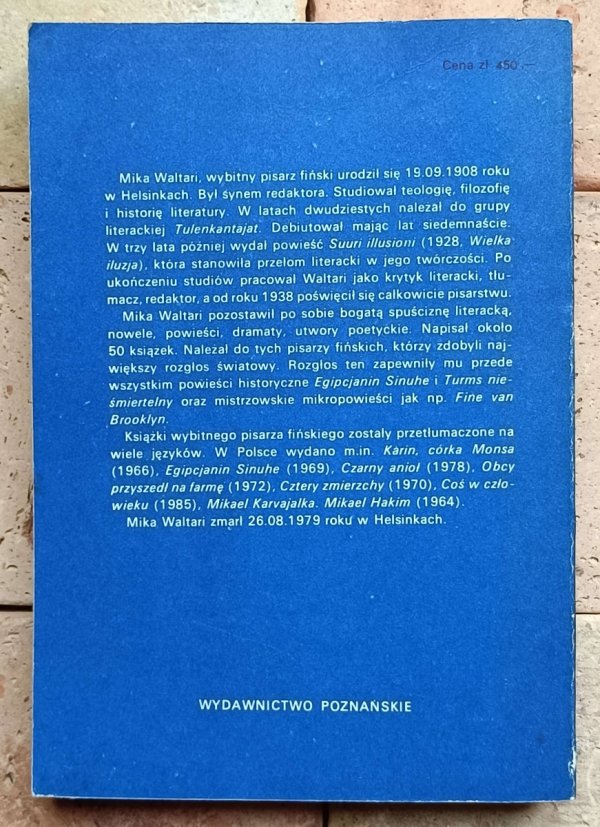 Cena zł 450.—
Mika Waltari, wybitny pisarz fiński urodził się 19.09.1908 roku
w Helsinkach. Był synem redaktora. Studiował teologię, filozofię
i historię literatury. W latach dwudziestych należał do grupy
literackiej Tulenkantajat. Debiutował mając lat siedemnaście.
W trzy lata później wydał powieść Suuri illusioni (1928, Wielka
iluzja), która stanowiła przełom literacki w jego twórczości. Po
ukończeniu studiów pracował Waltari jako krytyk literacki, tłu-
macz, redaktor, a od roku 1938 poświęcił się całkowicie pisarstwu.
Mika Waltari pozostawił po sobie bogatą spuściznę literacką,
nowele, powieści, dramaty, utwory poetyckie. Napisał około
50 książek. Należał do tych pisarzy fińskich, którzy zdobyli naj-
większy rozgłos światowy. Rozgłos ten zapewniły mu przede
wszystkim powieści historyczne Egipcjanin Sinuhe i Turms nie-
śmiertelny oraz mistrzowskie mikropowieści jak np. Fine van
Brooklyn.
Książki wybitnego pisarza fińskiego zostały przetłumaczone na
wiele języków. W Polsce wydano m.in. Karin, córka Monsa
(1966), Egipcjanin Sinuhe (1969), Czarny anioł (1978), Obcy
przyszedł na farmę (1972), Cztery zmierzchy (1970), Coś w czło-
wieku (1985), Mikael Karvajalka. Mikael Hakim (1964).
Mika Waltari zmarł 26.08.1979 roku w Helsinkach.
WYDAWNICTWO POZNAŃSKIE